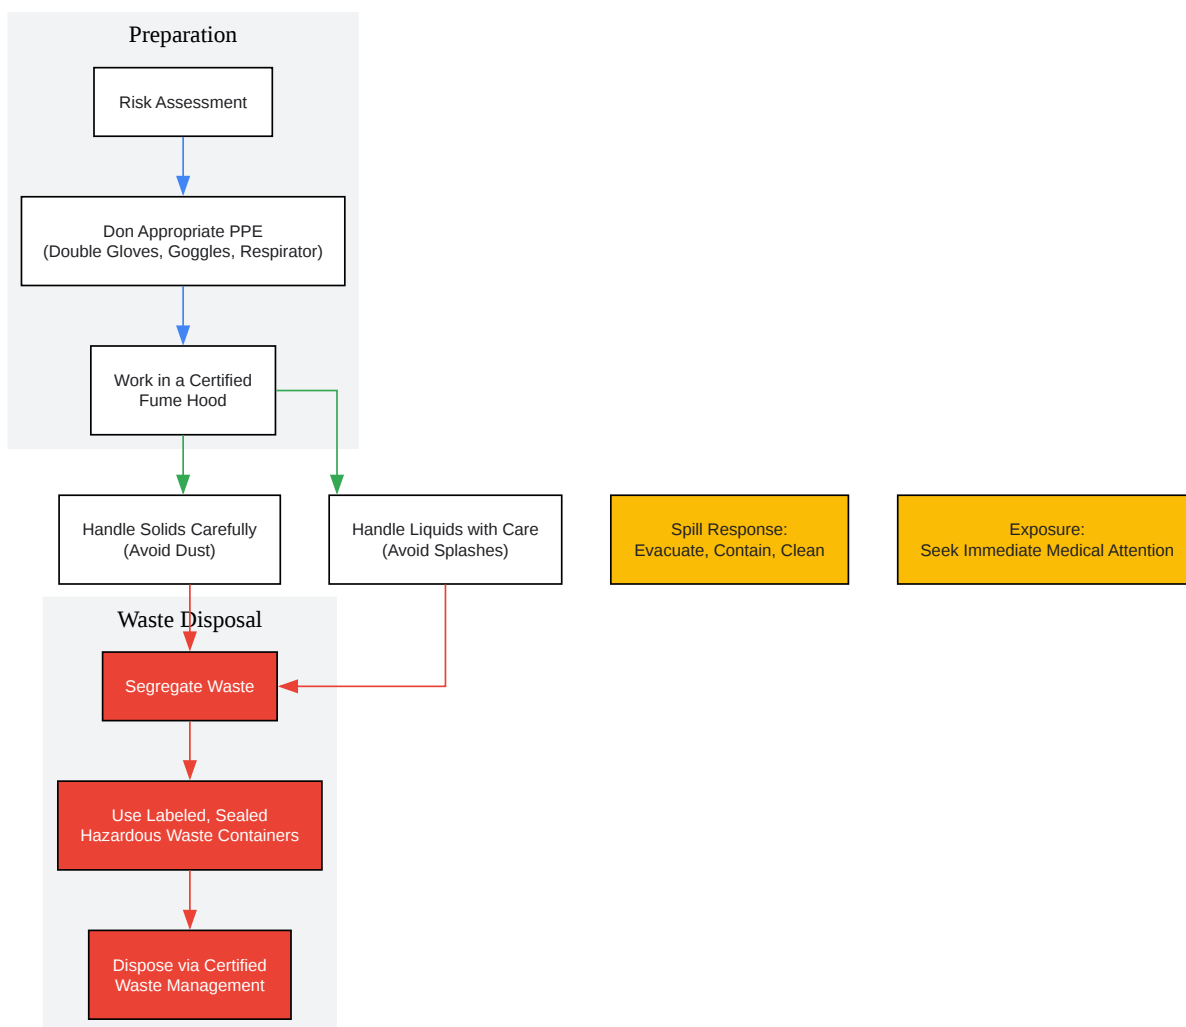 Preparation
Risk Assessment
Don Appropriate PPE
(Double Gloves, Goggles, Respirator)
Work in a Certified
Fume Hood
Handle Solids Carefully
(Avoid Dust)
Handle Liquids with Care
(Avoid Splashes)
Spill Response:
Evacuate, Contain, Clean
Exposure:
Seek Immediate Medical Attention
Waste Disposal
Segregate Waste
Use Labeled, Sealed
Hazardous Waste Containers
Dispose via Certified
Waste Management